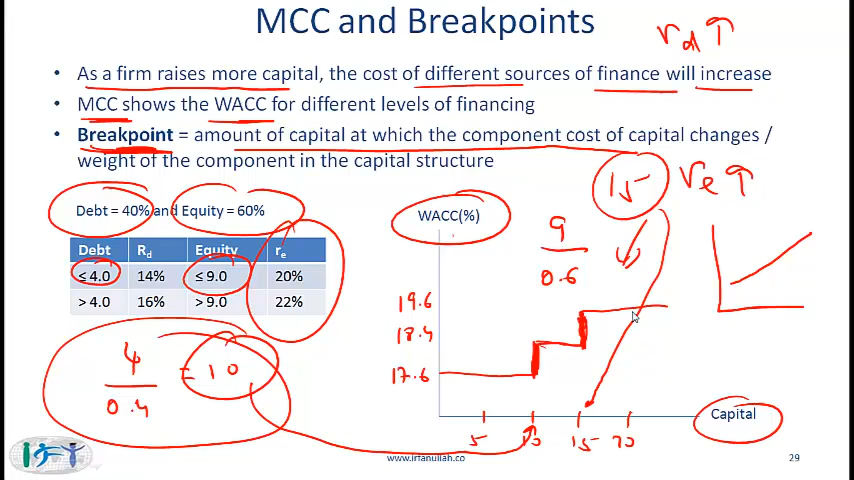 MCC and Breakpoints
rd ↑
• As a firm raises more capital, the cost of different sources of finance will increase
• MCC shows the WACC for different levels of financing
• Breakpoint = amount of capital at which the component cost of capital changes /
weight of the component in the capital structure
15
re ↑
Debt = 40% and Equity = 60%
Debt Rd Equity re
≤ 4.0 14% ≤ 9.0 20%
> 4.0 16% > 9.0 22%
4
0.4
= 10
WACC(%)
9
0.6
19.6
18.4
17.6
5 10 15 20
Capital
www.irfanullah.co
29